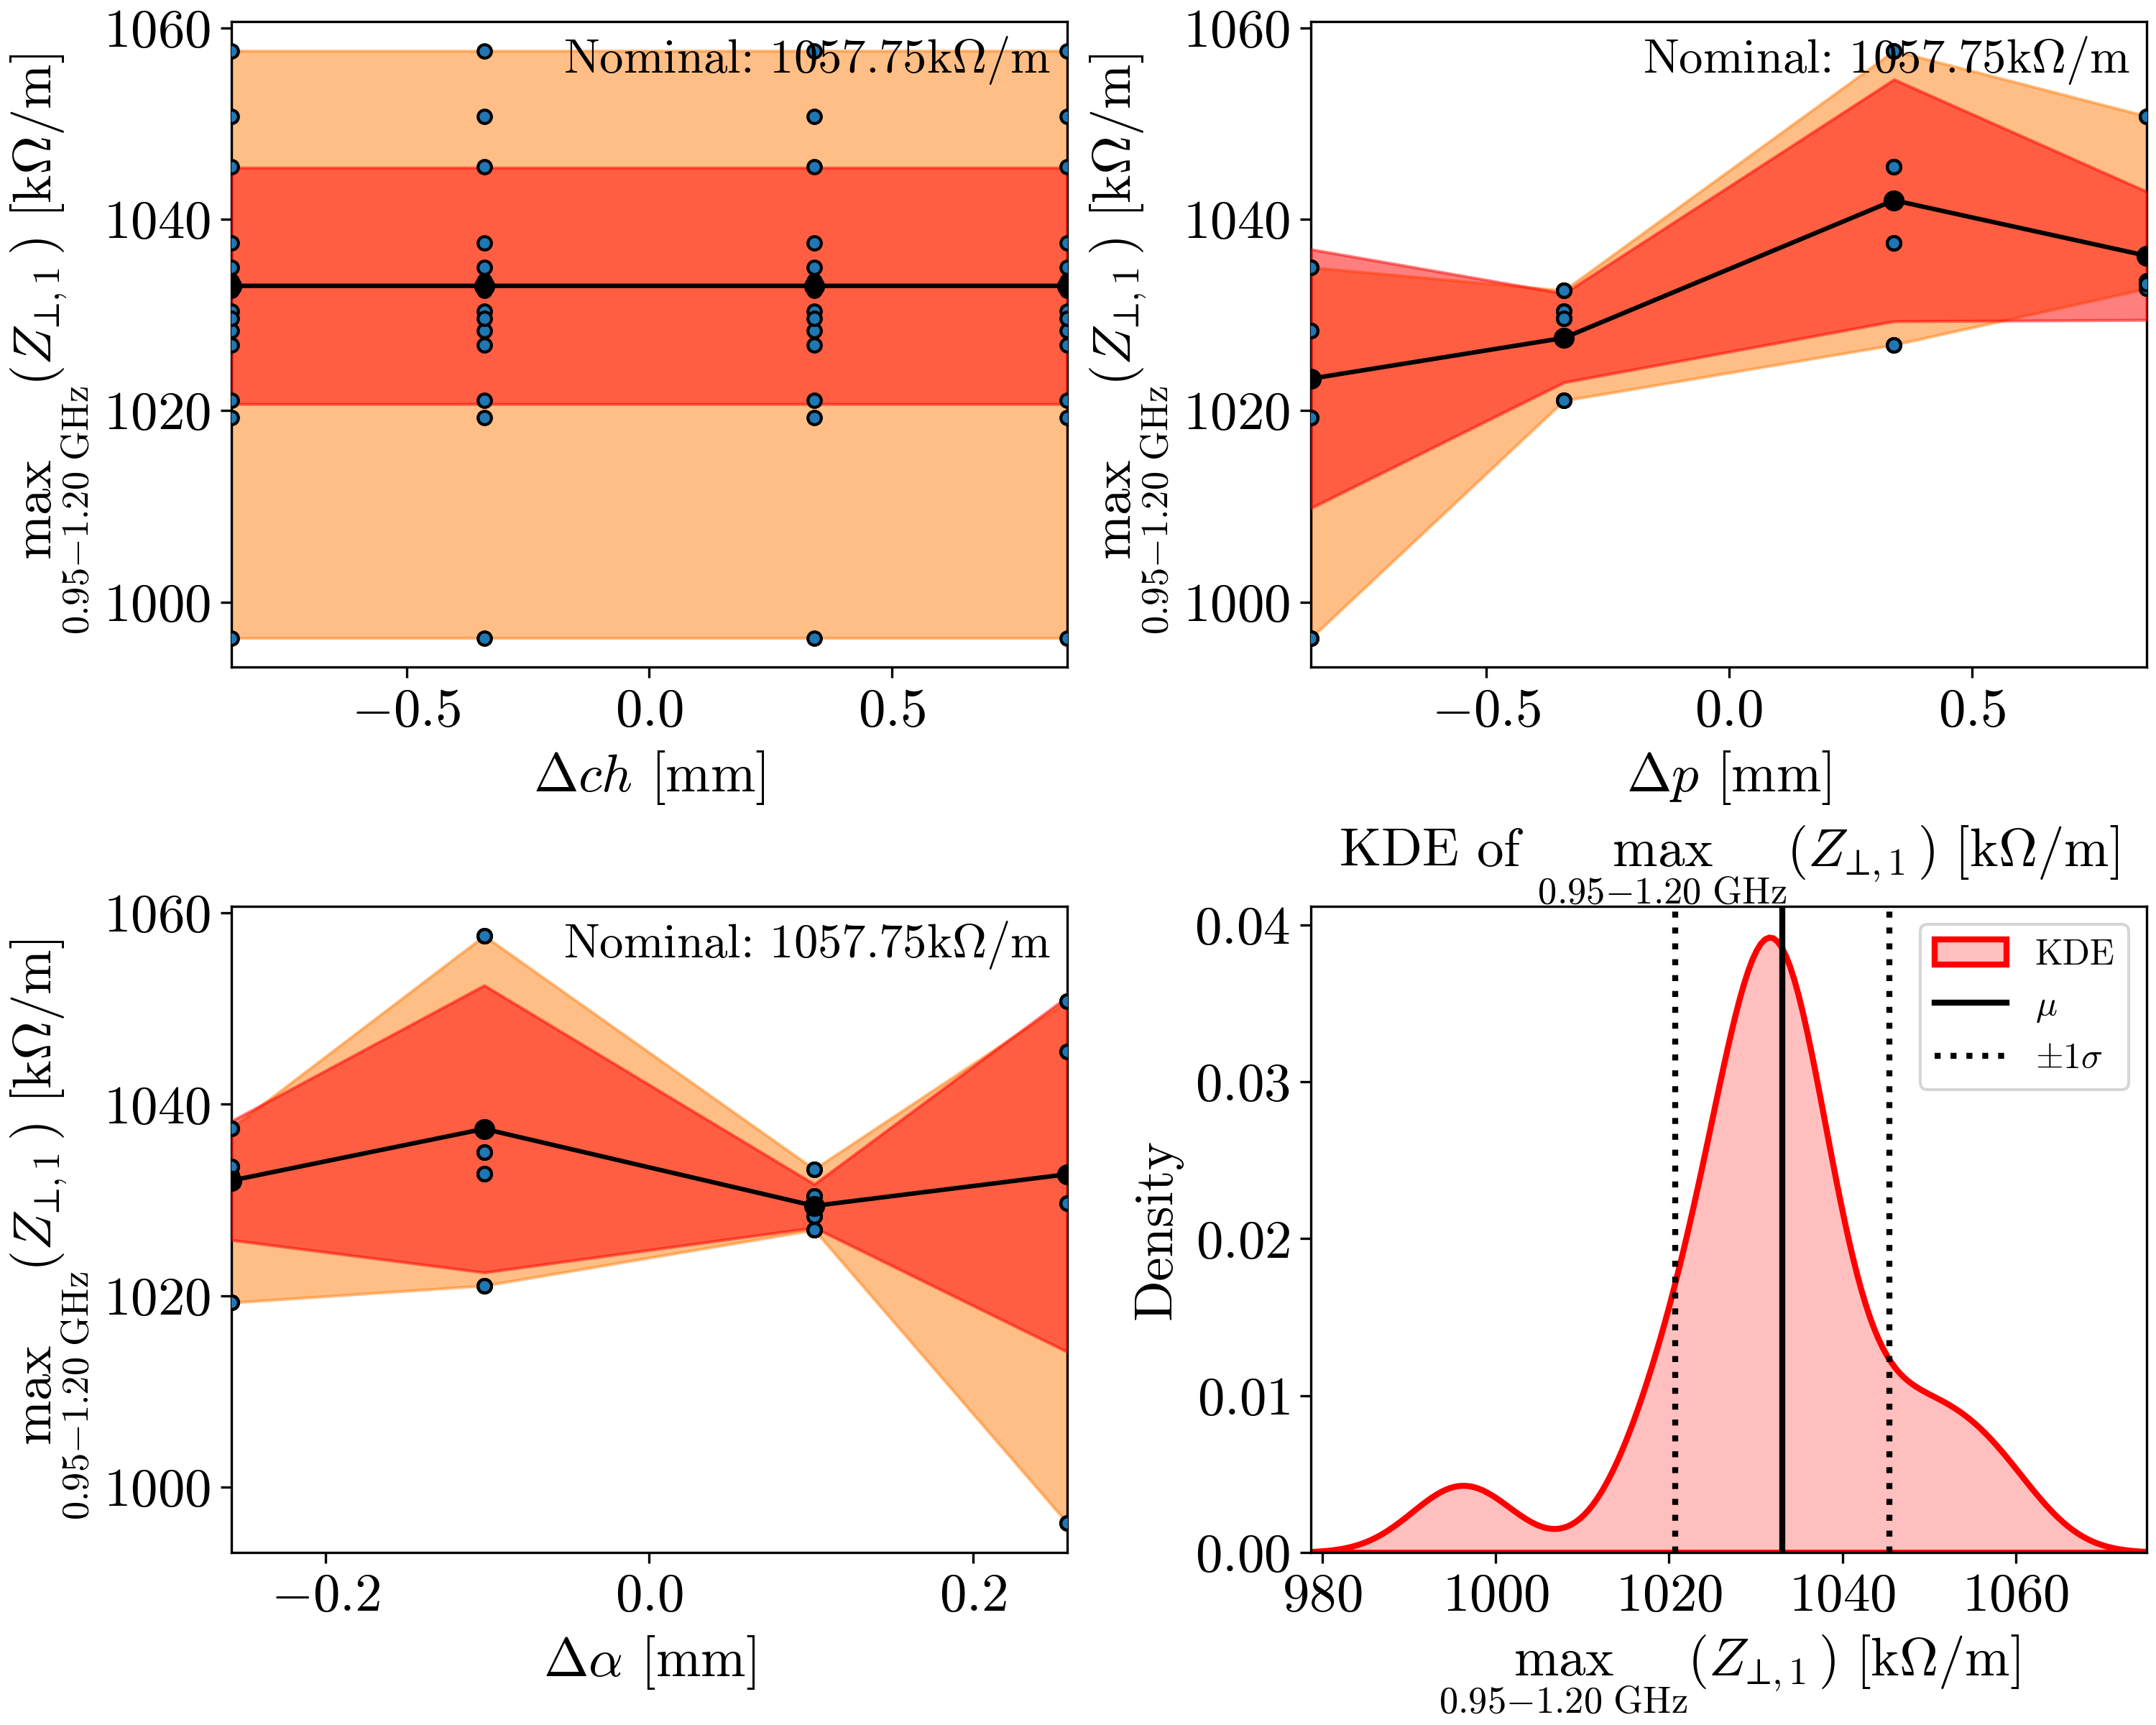 max (Z⊥, 1) [kΩ/m]
0.95−1.20 GHz
1060
1040
1020
1000
Nominal: 1057.75kΩ/m
−0.5 0.0 0.5
Δch [mm]
max (Z⊥, 1) [kΩ/m]
0.95−1.20 GHz
1060
1040
1020
1000
Nominal: 1057.75kΩ/m
−0.5 0.0 0.5
Δp [mm]
max (Z⊥, 1) [kΩ/m]
0.95−1.20 GHz
1060
1040
1020
1000
Nominal: 1057.75kΩ/m
−0.2 0.0 0.2
Δα [mm]
KDE of max (Z⊥, 1) [kΩ/m]
0.95−1.20 GHz
Density
0.04
0.03
0.02
0.01
0.00
KDE
μ
±1σ
980 1000 1020 1040 1060
max (Z⊥, 1) [kΩ/m]
0.95−1.20 GHz